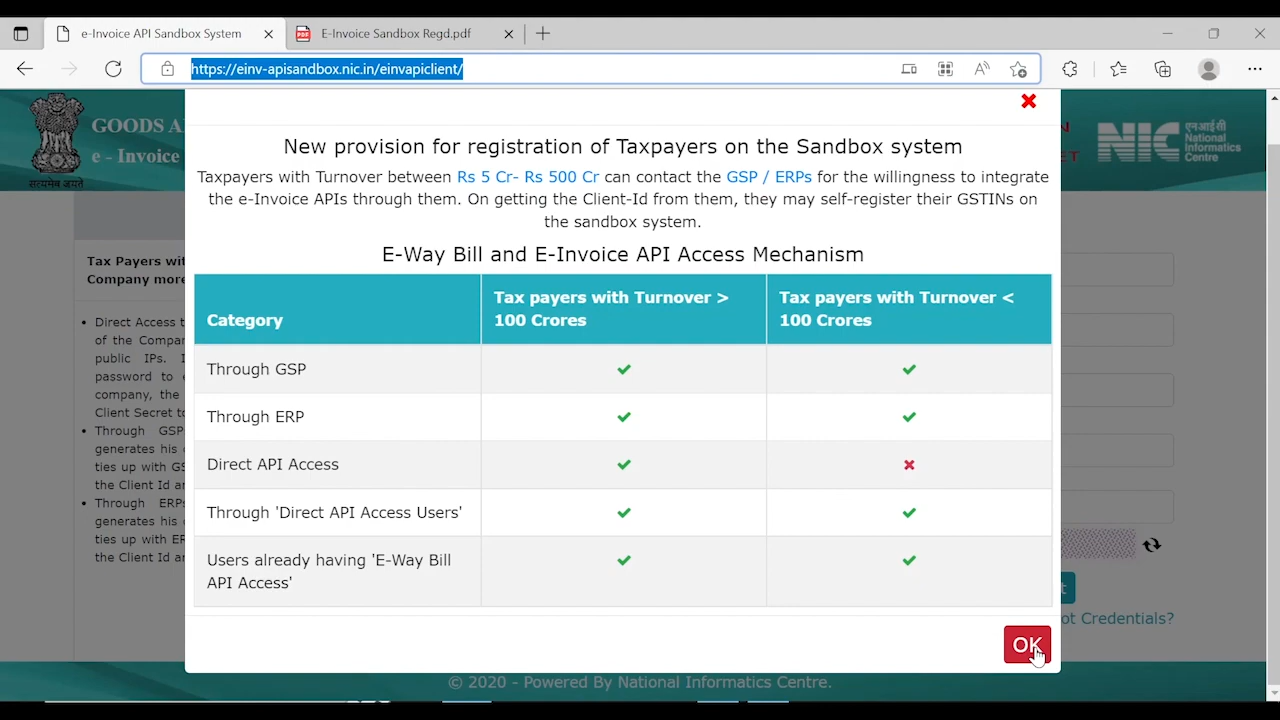 e-Invoice API Sandbox System
E-Invoice Sandbox Regd.pdf
https://einv-apisandbox.nic.in/einvapiclient/
GOODS A
e - Invoice
सत्यमेव जयते
NIC
एनआईसी
National
Informatics
Centre
New provision for registration of Taxpayers on the Sandbox system
Taxpayers with Turnover between Rs 5 Cr- Rs 500 Cr can contact the GSP / ERPs for the willingness to integrate
the e-Invoice APIs through them. On getting the Client-Id from them, they may self-register their GSTINs on
the sandbox system.
E-Way Bill and E-Invoice API Access Mechanism
Category
Tax payers with Turnover >
100 Crores
Tax payers with Turnover <
100 Crores
Through GSP
Through ERP
Direct API Access
Through 'Direct API Access Users'
Users already having 'E-Way Bill
API Access'
OK
Tax Payers wit
Company more
Direct Access t
of the Compar
public IPs. I
password to
company, the
Client Secret to
Through GSP
generates his
ties up with GS
the Client Id ar
Through ERPs
generates his
ties up with ER
the Client Id ar
ot Credentials?
© 2020 - Powered By National Informatics Centre.